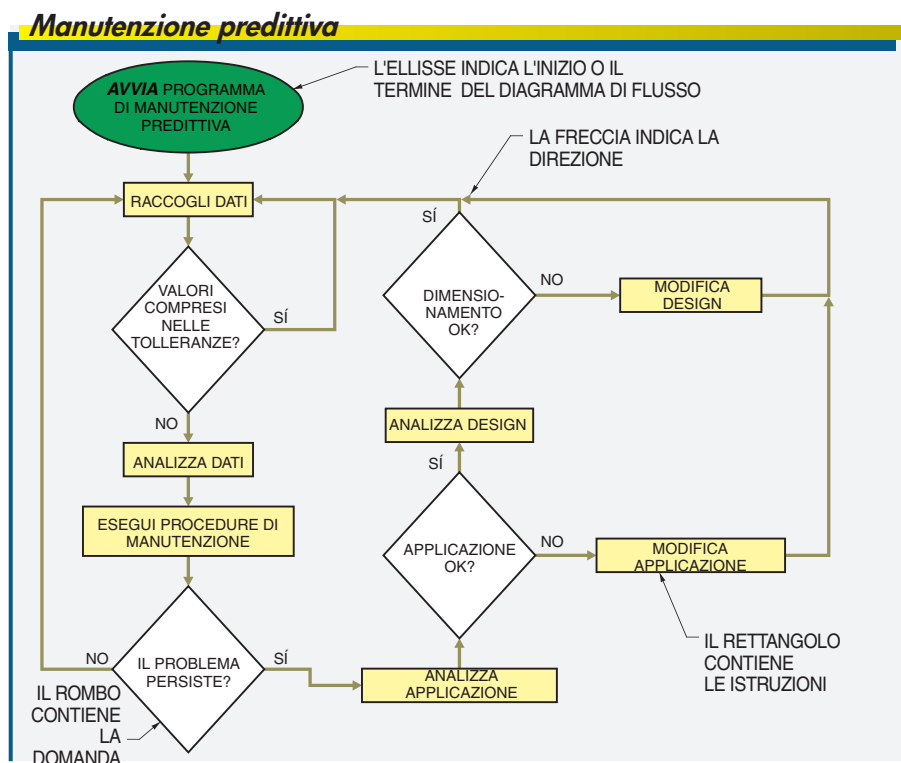 Manutenzione predittiva
AVVIA PROGRAMMA
DI MANUTENZIONE
PREDITTIVA
L'ELLISSE INDICA L'INIZIO O IL
TERMINE DEL DIAGRAMMA DI FLUSSO
LA FRECCIA INDICA LA
DIREZIONE
RACCOGLI DATI
VALORI
COMPRESI
NELLE
TOLLERANZE?
SÍ
NO
ANALIZZA DATI
ESEGUI PROCEDURE DI
MANUTENZIONE
IL PROBLEMA
PERSISTE?
NO
SÍ
IL ROMBO
CONTIENE
LA
DOMANDA
ANALIZZA
APPLICAZIONE
APPLICAZIONE
OK?
SÍ
NO
MODIFICA
APPLICAZIONE
IL RETTANGOLO
CONTIENE
LE ISTRUZIONI
ANALIZZA DESIGN
DIMENSIO-
NAMENTO
OK?
SÍ
NO
MODIFICA
DESIGN